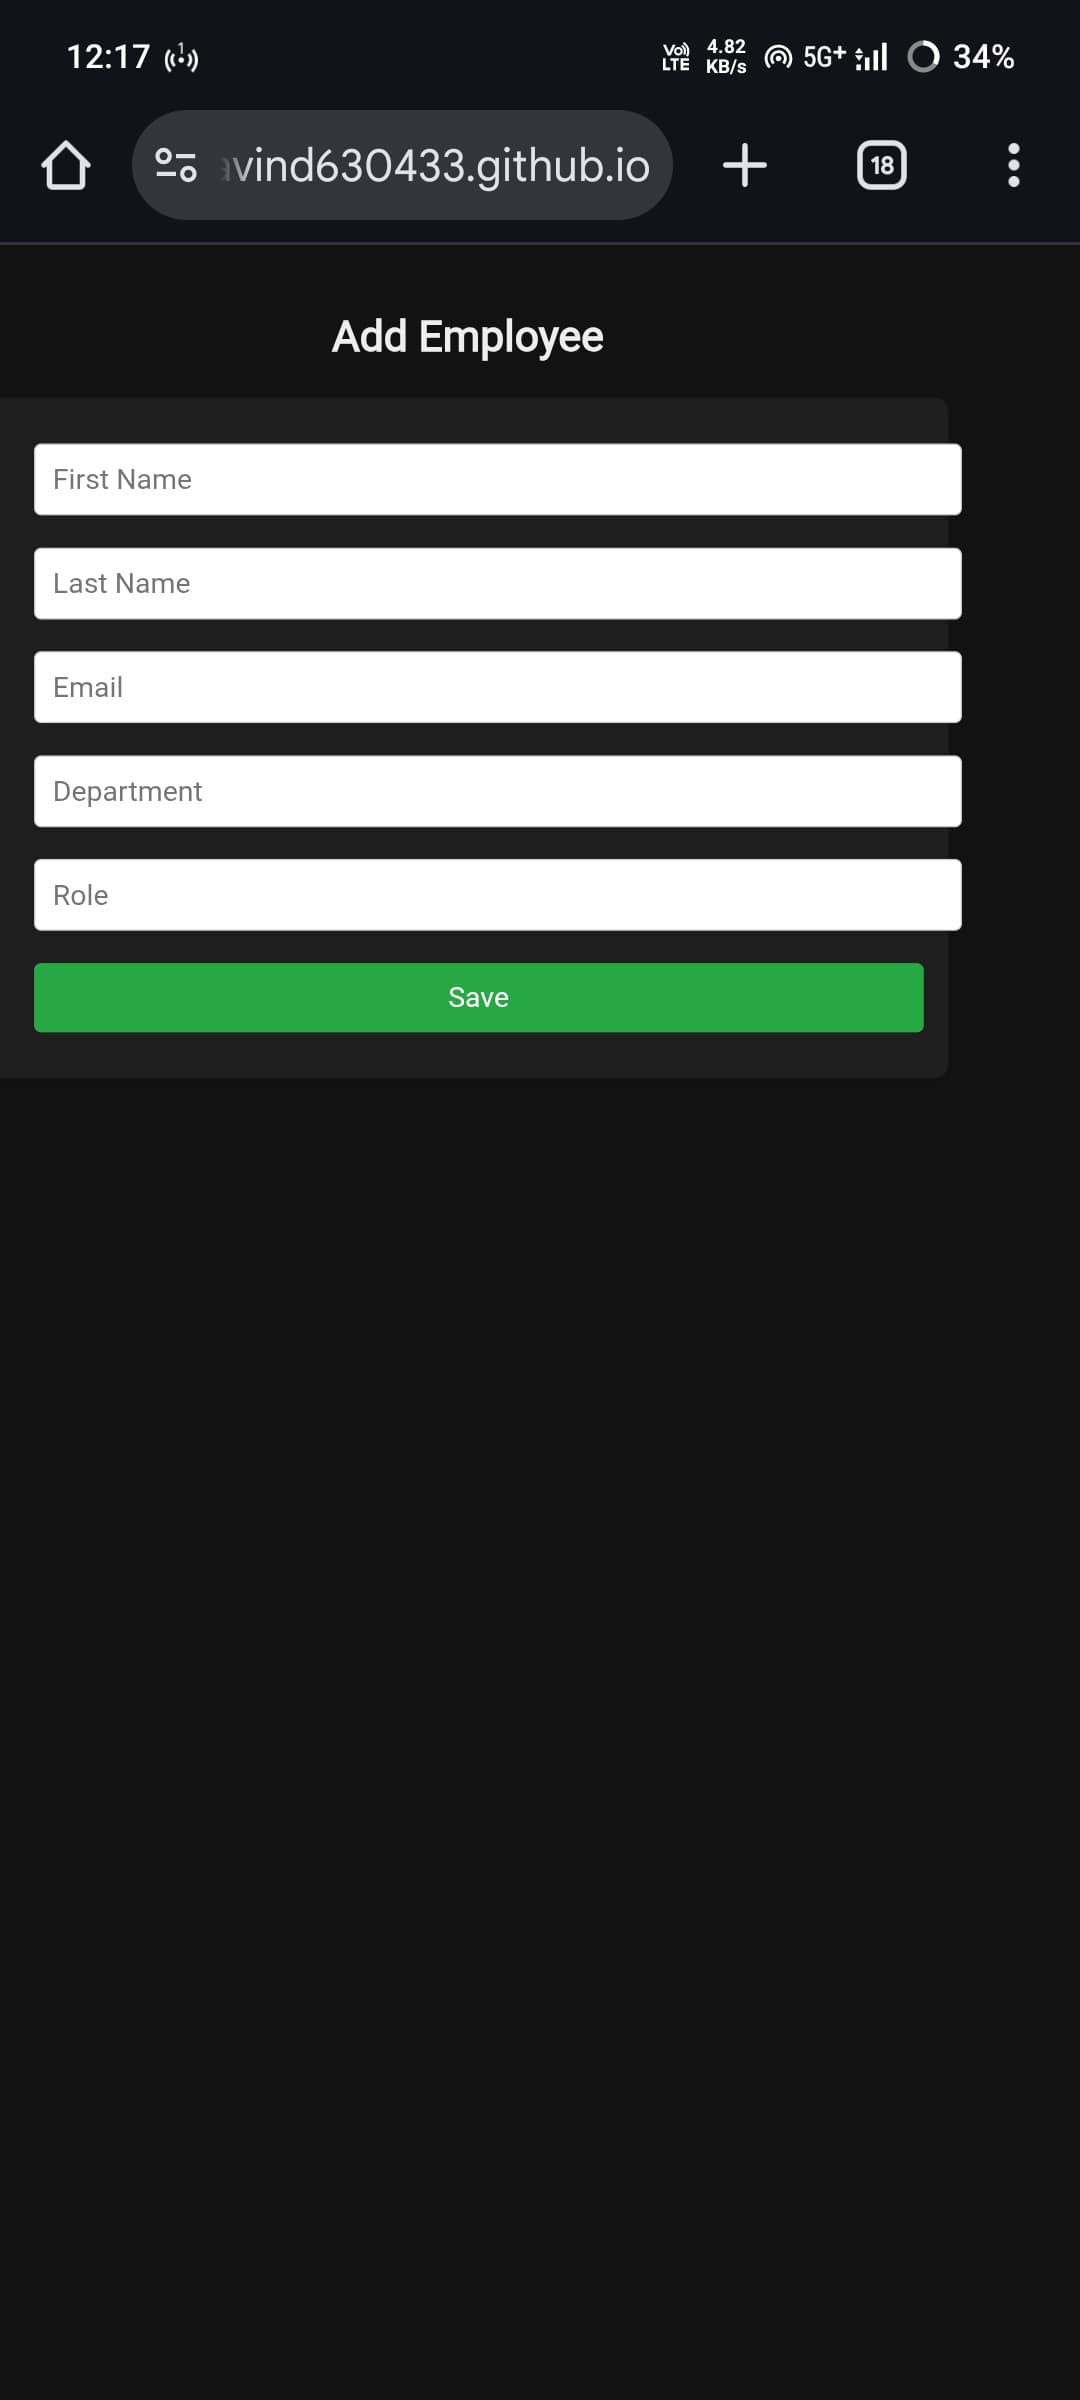 12:17 1 Vo)) LTE 4.82 KB/s 5G+ 34%
avind630433.github.io 18
Add Employee
First Name
Last Name
Email
Department
Role
Save